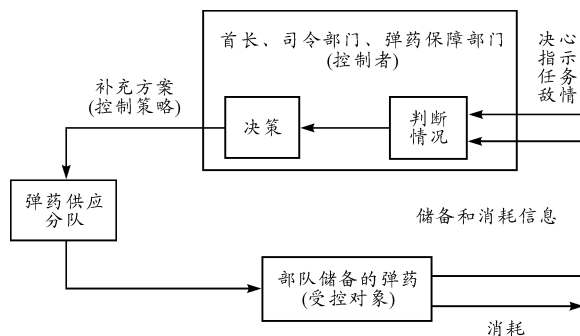 首长、司令部门、弹药保障部门
(控制者)
决心
指示
任务
敌情
补充方案
(控制策略)
决策
判断
情况
弹药供应
分队
储备和消耗信息
部队储备的弹药
(受控对象)
消耗